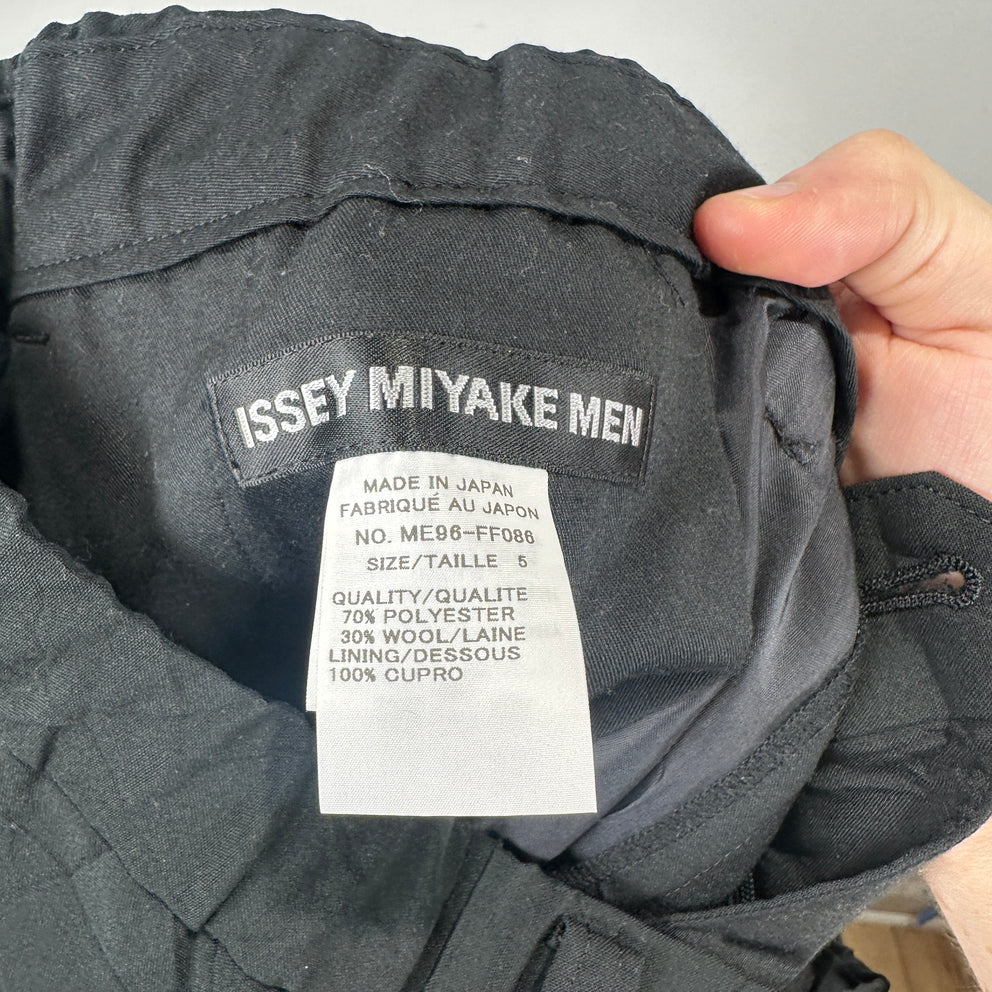 ISSEY MIYAKE MEN
MADE IN JAPAN
FABRIQUÉ AU JAPON
NO. ME96-FF086
SIZE/TAILLE 5
QUALITY/QUALITE
70% POLYESTER
30% WOOL/LAINE
LINING/DESSOUS
100% CUPRO